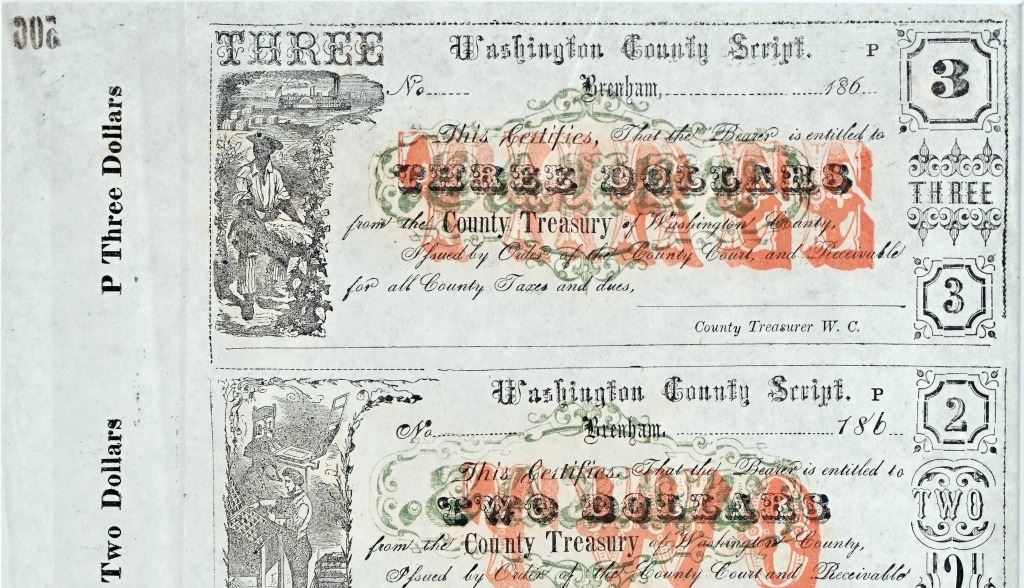 305
P Three Dollars
THREE
Washington County Script. P
3
No
Brenham, 186
This Certifies, That the Bearer is entitled to
THREE DOLLARS
THREE
from the County Treasury of Washington County,
Issued by Order of the County Court, and Receivable
for all County Taxes and dues,
3
County Treasurer W. C.
Two Dollars
Washington County Script. P
2
No
Brenham, 186
This Certifies, That the Bearer is entitled to
TWO DOLLARS
TWO
from the County Treasury of Washington County,
Issued by Order of the County Court and Receivable
2